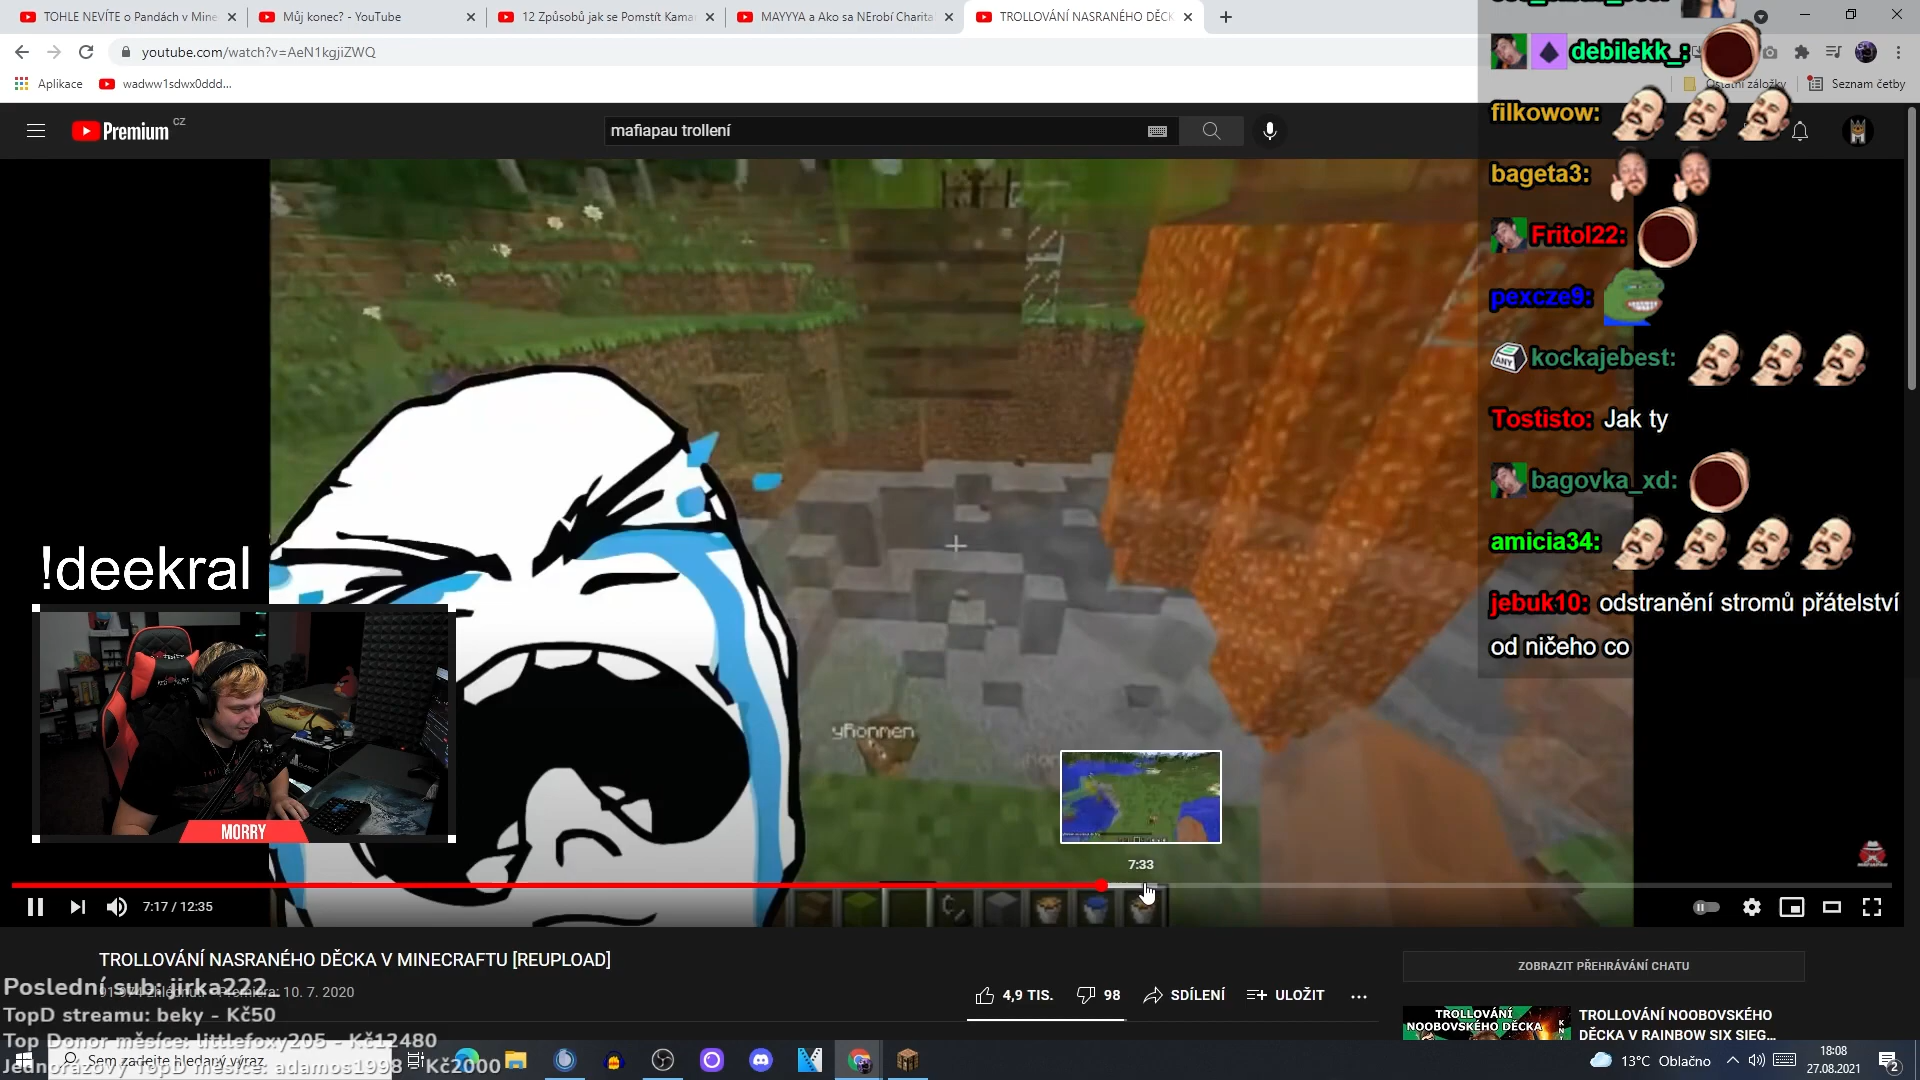 TOHLE NEVÍTE o Pandách v Mine
Můj konec? - YouTube
12 Způsobů jak se Pomstít Kama
MAYYYA a Ako sa NErobí Charita
TROLLOVÁNÍ NASRANÉHO DĚCK
youtube.com/watch?v=AeN1kgjiZWQ
Aplikace
wadww1sdwx0ddd...
Ostatní záložky
Seznam četby
Premium CZ
mafiapau trollení
debilekk_:
filkowow:
bageta3:
Fritol22:
pexcze9:
ANY
kockajebest:
Tostisto: Jak ty
bagovka_xd:
amicia34:
jebuk10: odstranění stromů přátelství
od ničeho co
!deekral
MORRY
yhonmen
7:33
7:17 / 12:35
TROLLOVÁNÍ NASRANÉHO DĚCKA V MINECRAFTU [REUPLOAD]
Premiéra: 10. 7. 2020
4,9 TIS.
98
SDÍLENÍ
ULOŽIT
ZOBRAZIT PŘEHRÁVÁNÍ CHATU
TROLLOVÁNÍ
NOOBOVSKÉHO
DĚCKA
TROLLOVÁNÍ NOOBOVSKÉHO
DĚCKA V RAINBOW SIX SIEG...
Poslední sub: jirka222_
TopD streamu: beky - Kč50
Top Donor měsíce: littlefoxy205 - Kč12480
Jednorázový TopD měsíce: adamos1998 - Kč2000
Sem zadejte hledaný výraz
13°C Oblačno
18:08
27.08.2021
2